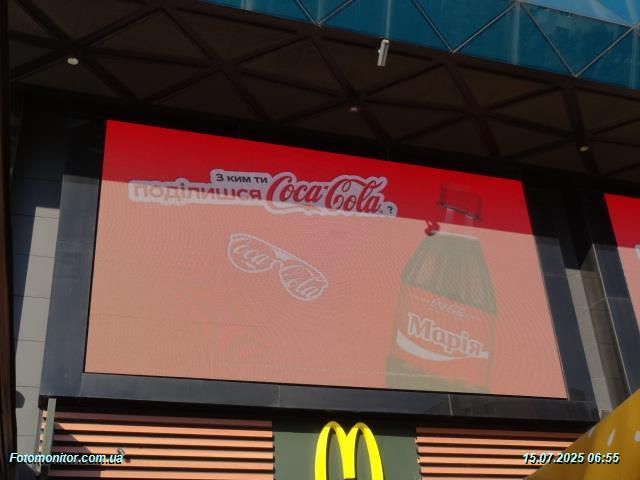 З ким ти
поділишся Coca-Cola ?
Coca Cola
Coca-Cola
Марія
Fotomonitor.com.ua
15.07.2025 06:55